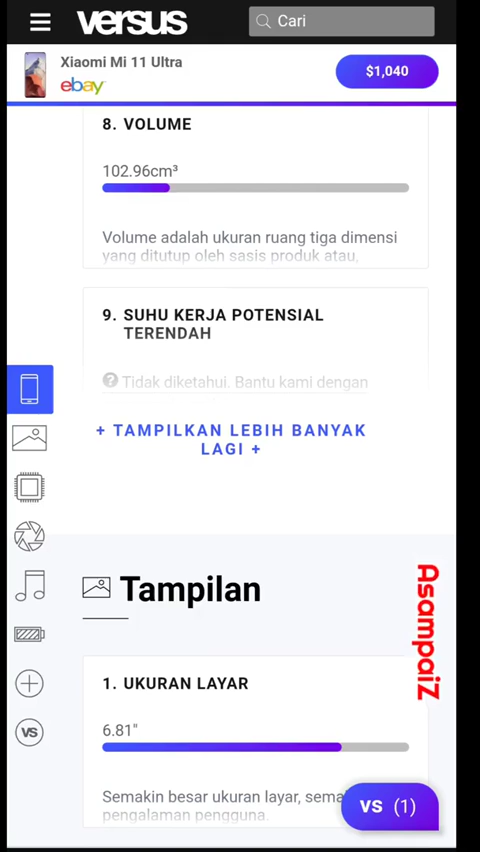 versus
Cari
Xiaomi Mi 11 Ultra
ebay
$1,040
8. VOLUME
102.96cm³
Volume adalah ukuran ruang tiga dimensi
yang ditutup oleh sasis produk atau,
9. SUHU KERJA POTENSIAL
TERENDAH
? Tidak diketahui. Bantu kami dengan
+ TAMPILKAN LEBIH BANYAK
LAGI +
Tampilan
AsampaiZ
1. UKURAN LAYAR
6.81"
VS
Semakin besar ukuran layar,
pengalaman pengguna.
VS (1)